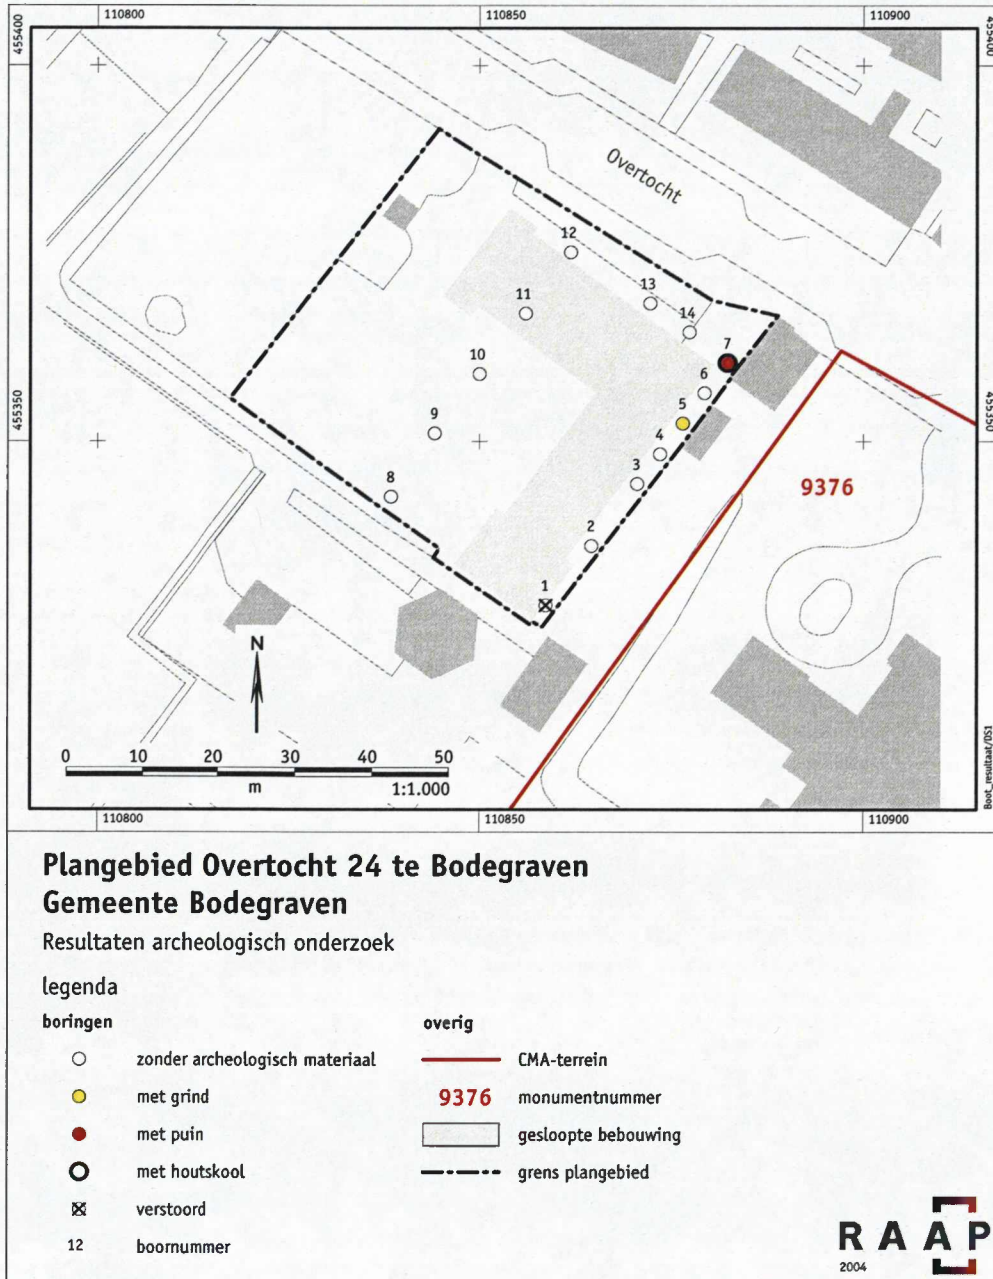 110800
110850
110900
455400
455400
Overtocht
12
11
13
14
10
7
6
5
9
4
3
8
2
1
455350
455350
9376
N
0 10 20 30 40 50
m
1:1.000
Boot_resultaat/DS1
110800
110850
110900
Plangebied Overtocht 24 te Bodegraven
Gemeente Bodegraven
Resultaten archeologisch onderzoek
legenda
boringen
zonder archeologisch materiaal
met grind
met puin
met houtskool
verstoord
12 boornummer
overig
CMA-terrein
9376 monumentnummer
gesloopte bebouwing
grens plangebied
RAAP
2004